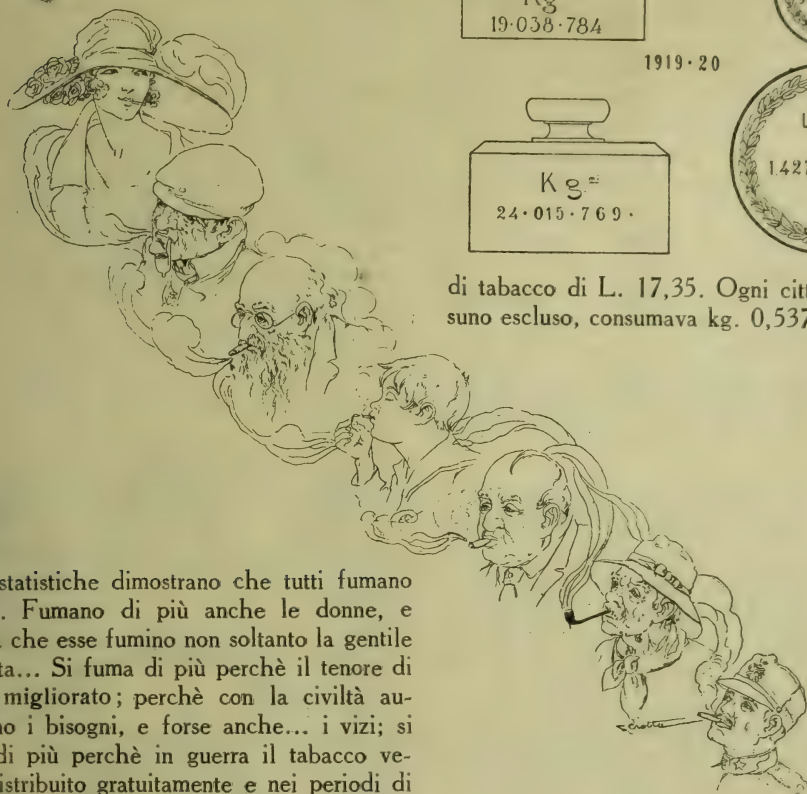 Kg
19·038·784
1919·20
Kg=
24·015·769·
L
1.427
di tabacco di L. 17,35. Ogni citt
suno escluso, consumava kg. 0,537
statistiche dimostrano che tutti fumano
. Fumano di più anche le donne, e
che esse fumino non soltanto la gentile
ta... Si fuma di più perchè il tenore di
migliorato; perchè con la civiltà au-
no i bisogni, e forse anche... i vizi; si
di più perchè in guerra il tabacco ve-
istribuito gratuitamente e nei periodi di